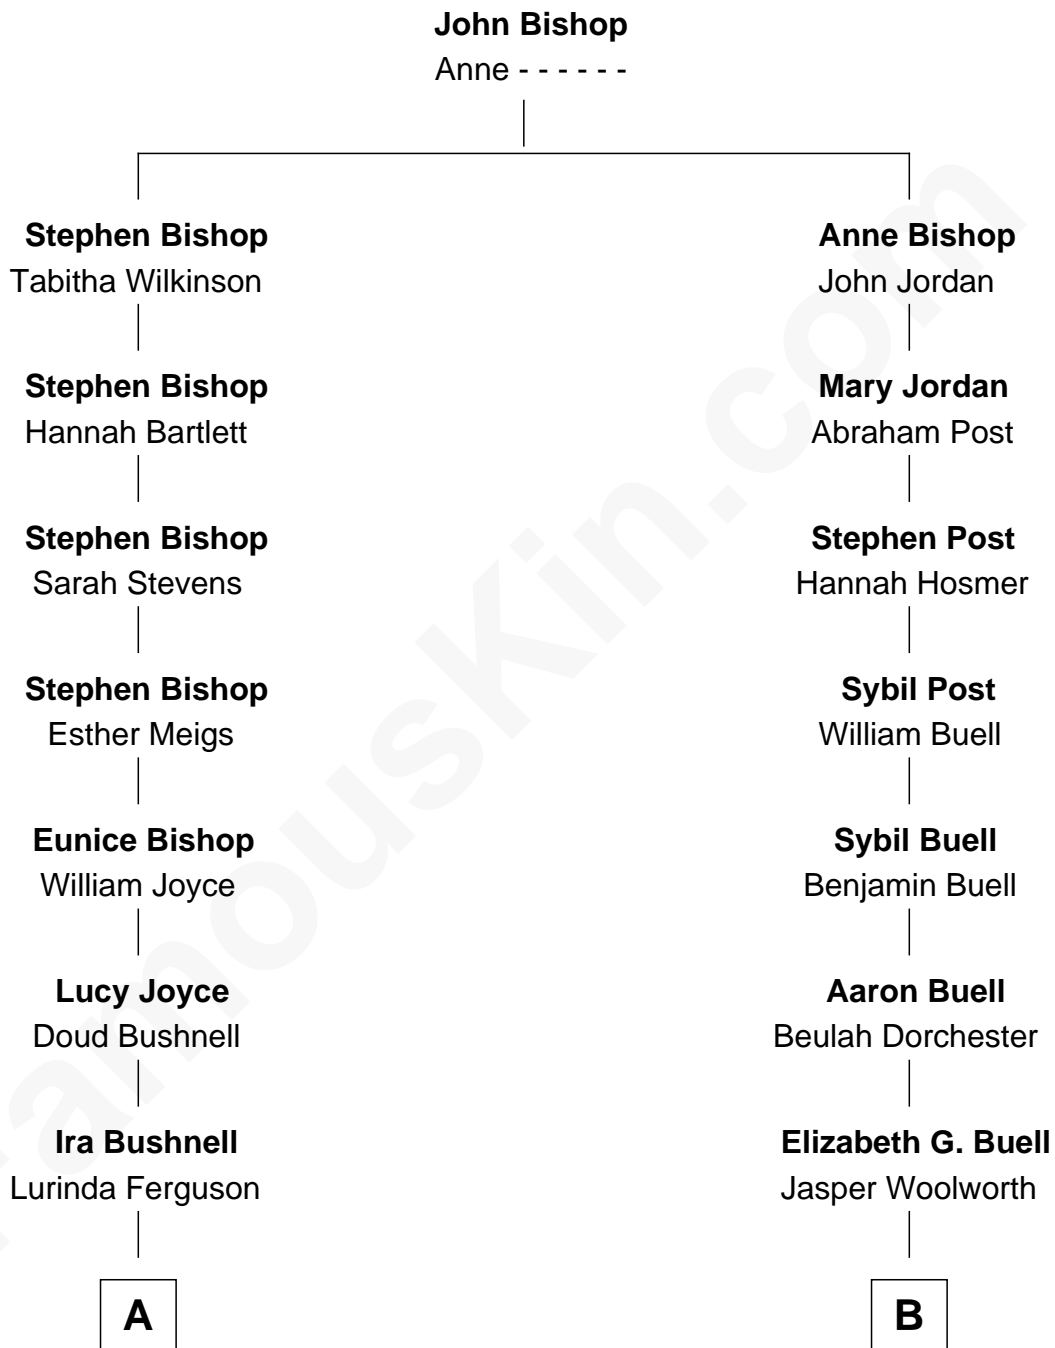 John Bishop
Anne - - - - - -
Stephen Bishop
Tabitha Wilkinson
Anne Bishop
John Jordan
Stephen Bishop
Hannah Bartlett
Mary Jordan
Abraham Post
Stephen Bishop
Sarah Stevens
Stephen Post
Hannah Hosmer
Stephen Bishop
Esther Meigs
Sybil Post
William Buell
Eunice Bishop
William Joyce
Sybil Buell
Benjamin Buell
Lucy Joyce
Doud Bushnell
Aaron Buell
Beulah Dorchester
Ira Bushnell
Lurinda Ferguson
Elizabeth G. Buell
Jasper Woolworth
A
B
FamousKin.com